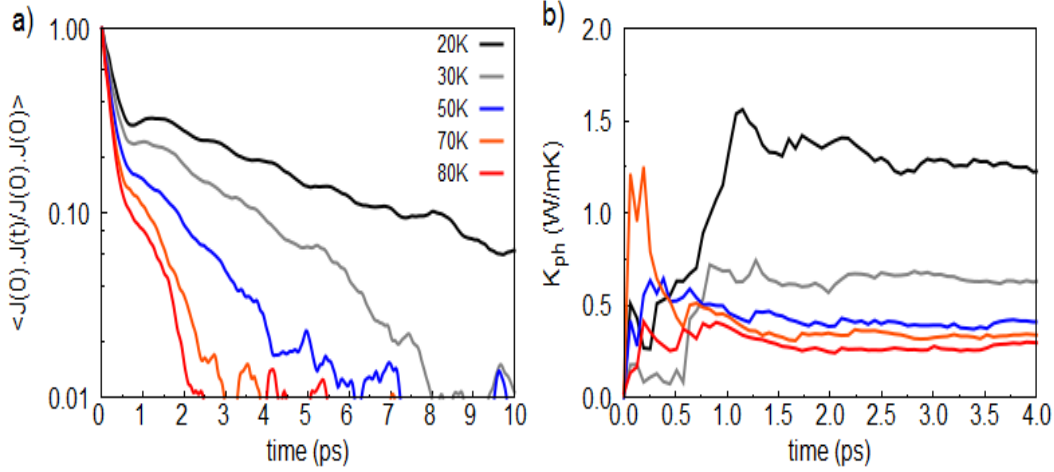 a)
<J(0).J(t)/J(0).J(0)>
1.00
0.10
0.01
20K
30K
50K
70K
80K
0 1 2 3 4 5 6 7 8 9 10
time (ps)
b)
K_ph (W/mK)
2.0
1.5
1.0
0.5
0.0
0.0 0.5 1.0 1.5 2.0 2.5 3.0 3.5 4.0
time (ps)